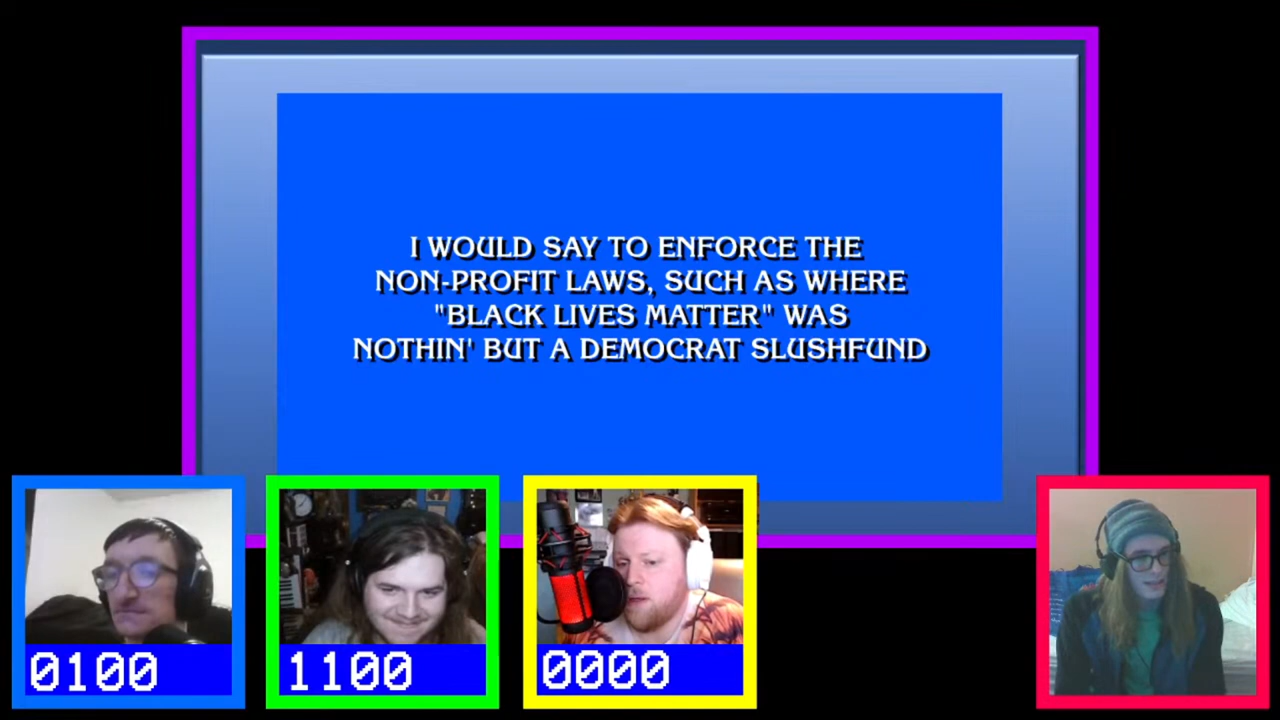 I WOULD SAY TO ENFORCE THE
NON-PROFIT LAWS, SUCH AS WHERE
"BLACK LIVES MATTER" WAS
NOTHIN' BUT A DEMOCRAT SLUSHFUND
0100
1100
0000